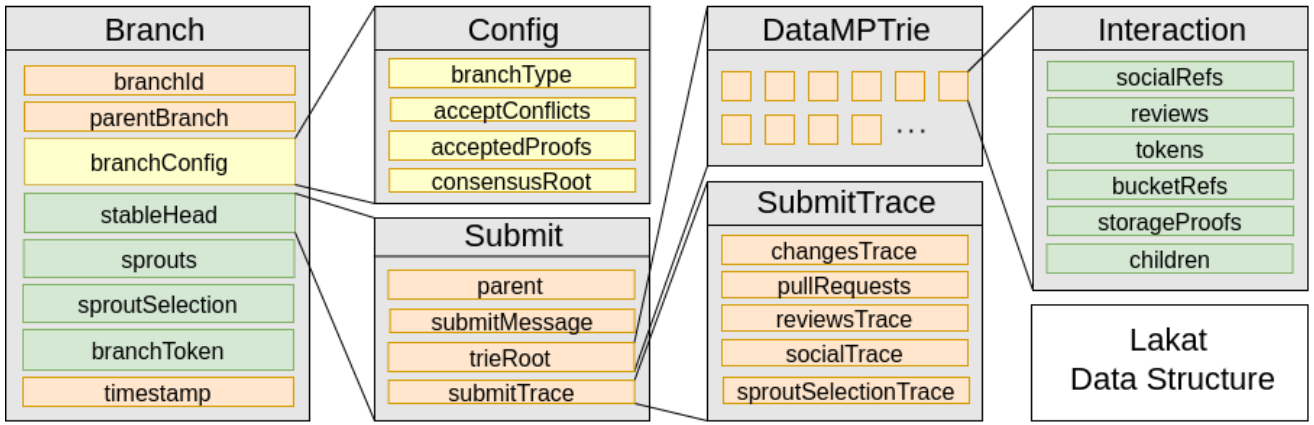 Branch
branchId
parentBranch
branchConfig
stableHead
sprouts
sproutSelection
branchToken
timestamp
Config
branchType
acceptConflicts
acceptedProofs
consensusRoot
Submit
parent
submitMessage
trieRoot
submitTrace
DataMPTrie
...
SubmitTrace
changesTrace
pullRequests
reviewsTrace
socialTrace
sproutSelectionTrace
Interaction
socialRefs
reviews
tokens
bucketRefs
storageProofs
children
Lakat
Data Structure